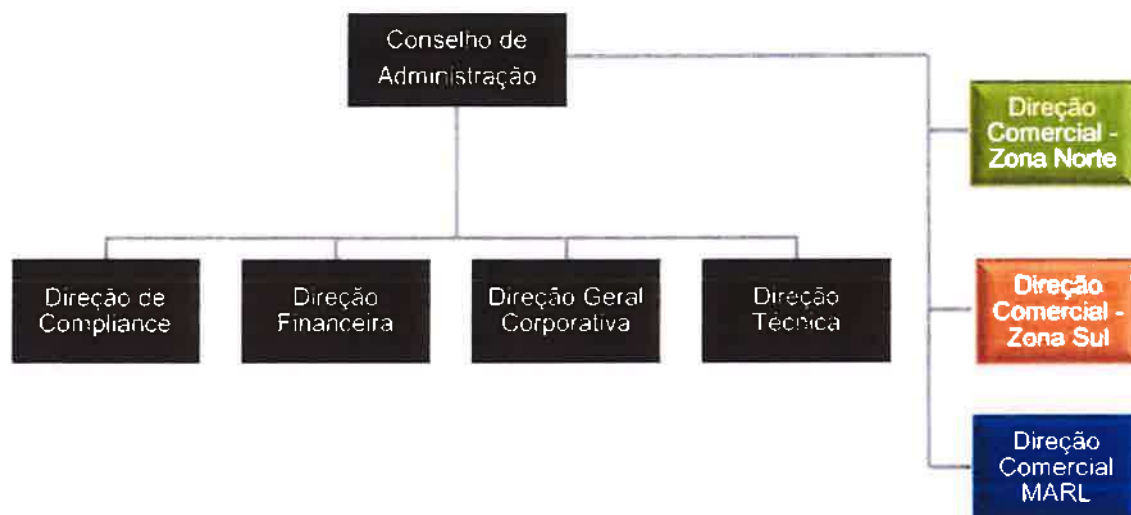 Conselho de
Administração
Direção
Comercial -
Zona Norte
Direção de
Compliance
Direção
Financeira
Direção Geral
Corporativa
Direção
Técnica
Direção
Comercial -
Zona Sul
Direção
Comercial
MARL